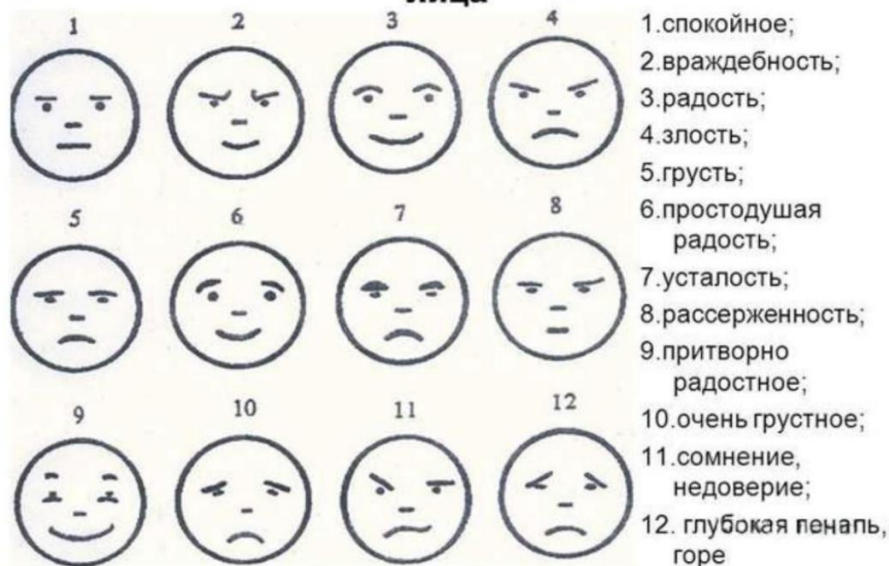 1 2 3 4
5 6 7 8
9 10 11 12
1.спокойное;
2.враждебность;
3.радость;
4.злость;
5.грусть;
6.простодушая
радость;
7.усталость;
8.рассерженность;
9.притворно
радостное;
10.очень грустное;
11.сомнение,
недоверие;
12. глубокая
горе